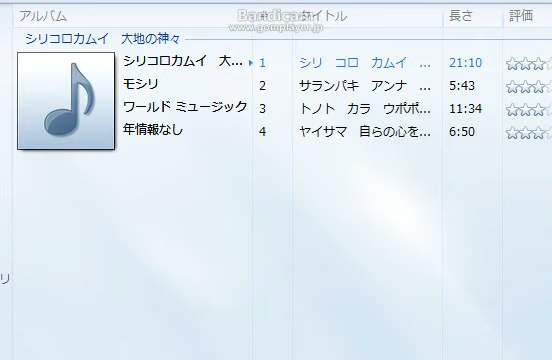 アルバム # タイトル 長さ 評価
Bandicam
www.gomplayer.jp
シリコロカムイ 大地の神々
シリコロカムイ 大... 1 シリ コロ カムイ ... 21:10
モシリ 2 サランパキ アンナ ... 5:43
ワールド ミュージック 3 トノト カラ ウポポ... 11:34
年情報なし 4 ヤイサマ 自らの心を... 6:50
リ